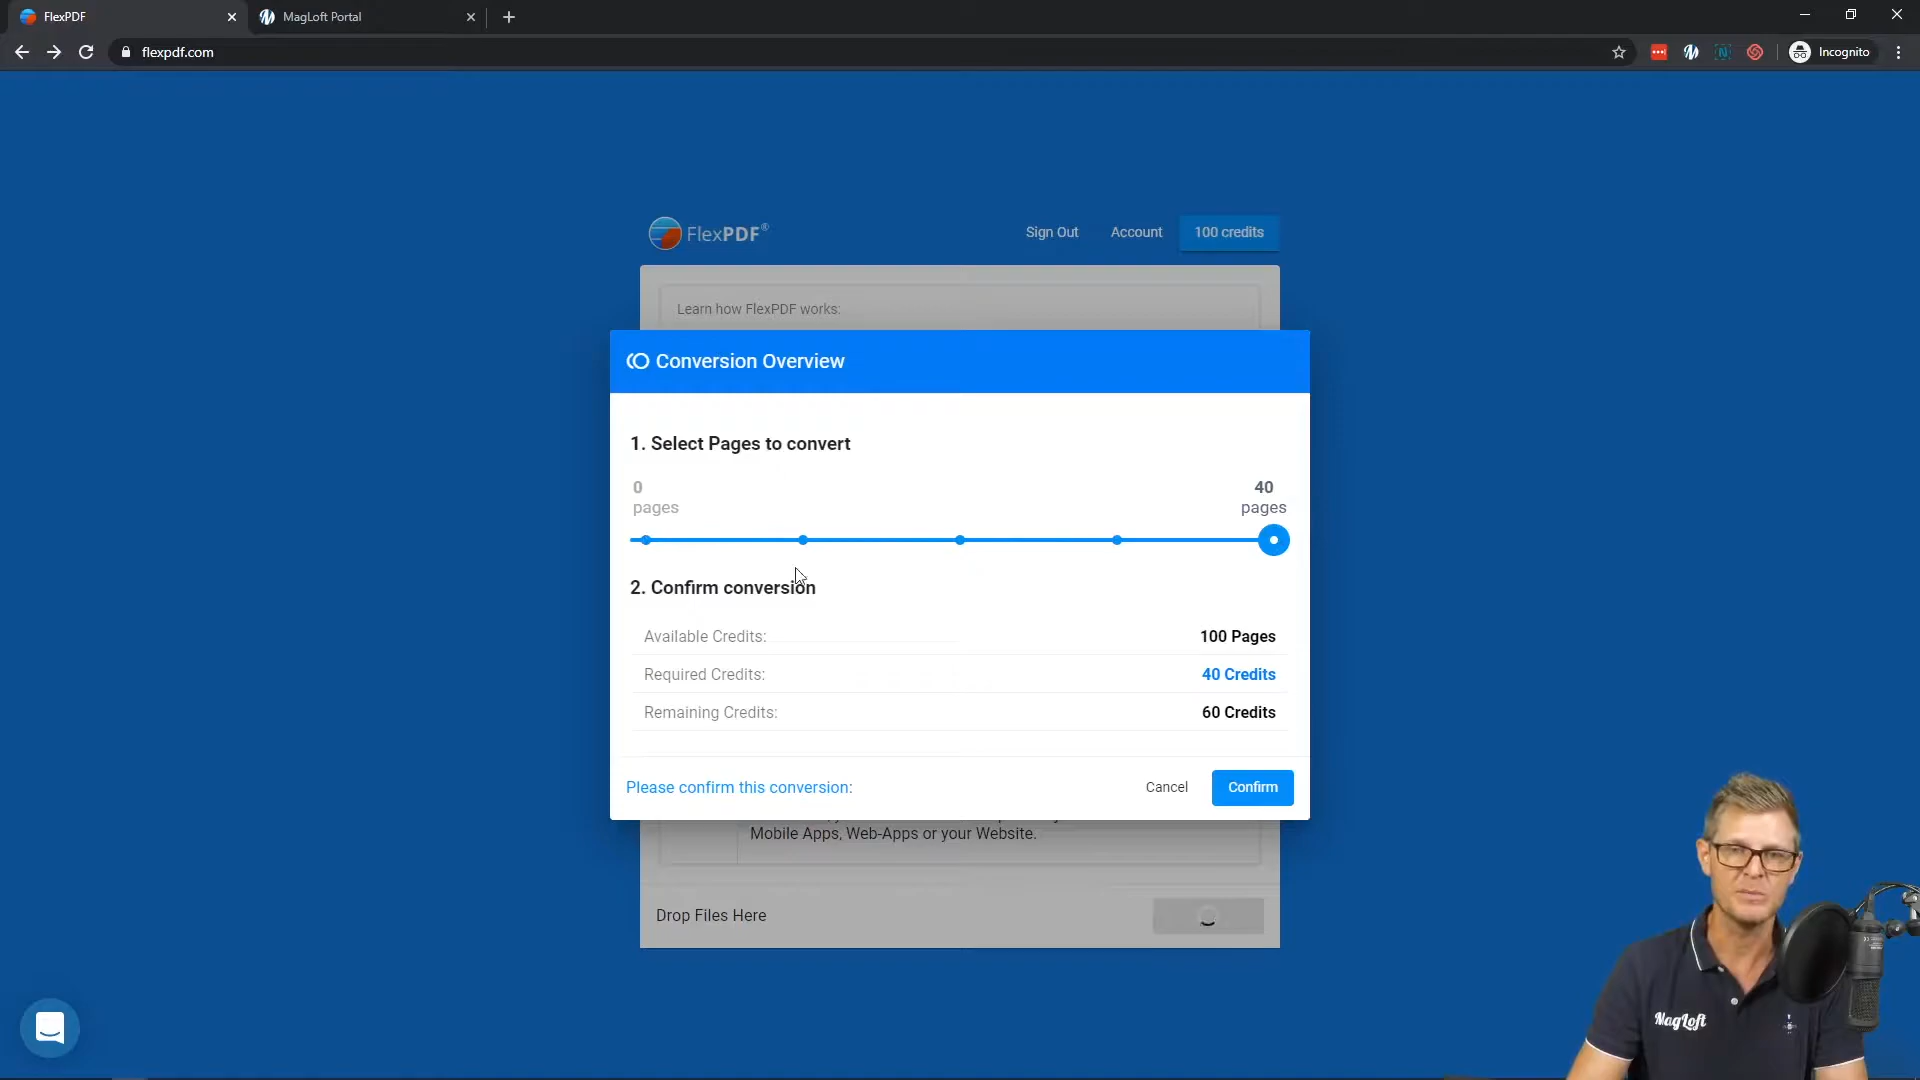 FlexPDF
MagLoft Portal
flexpdf.com
Incognito
FlexPDF®
Sign Out
Account
100 credits
Learn how FlexPDF works:
Conversion Overview
1. Select Pages to convert
0
pages
40
pages
2. Confirm conversion
Available Credits:
100 Pages
Required Credits:
40 Credits
Remaining Credits:
60 Credits
Please confirm this conversion:
Cancel
Confirm
Mobile Apps, Web-Apps or your Website.
Drop Files Here
MagLoft